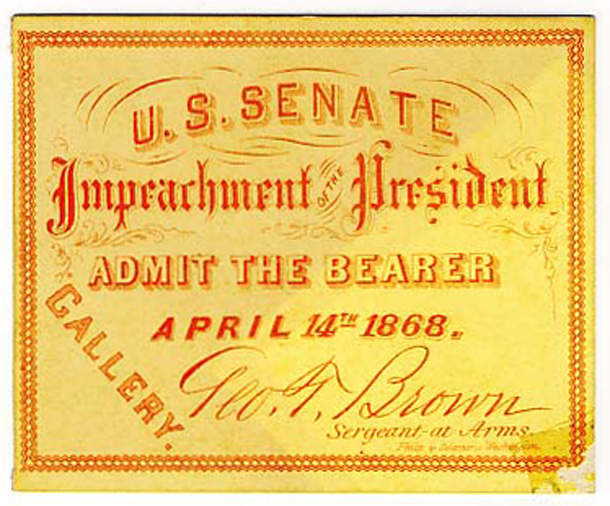 U.S. SENATE
Impeachment OF THE President
ADMIT THE BEARER
APRIL 14TH 1868.
GALLERY.
Geo. T. Brown
Sergeant-at Arms.